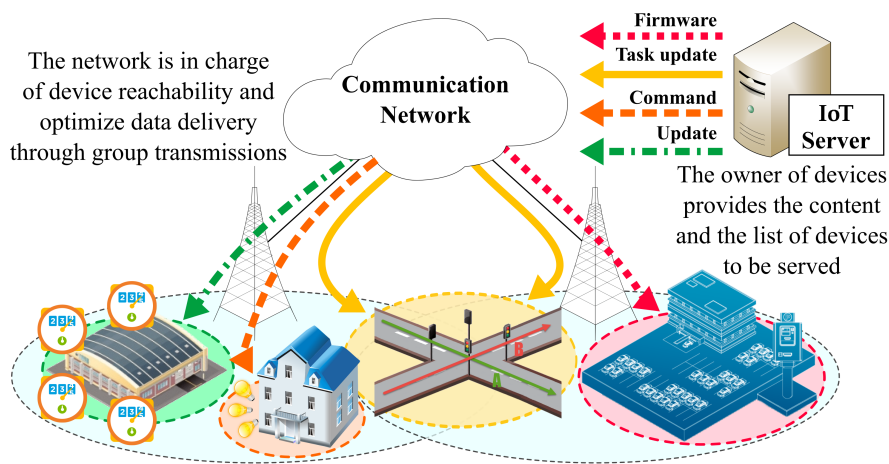 The network is in charge
of device reachability and
optimize data delivery
through group transmissions
Communication
Network
Firmware
Task update
Command
Update
IoT
Server
The owner of devices
provides the content
and the list of devices
to be served
B
A